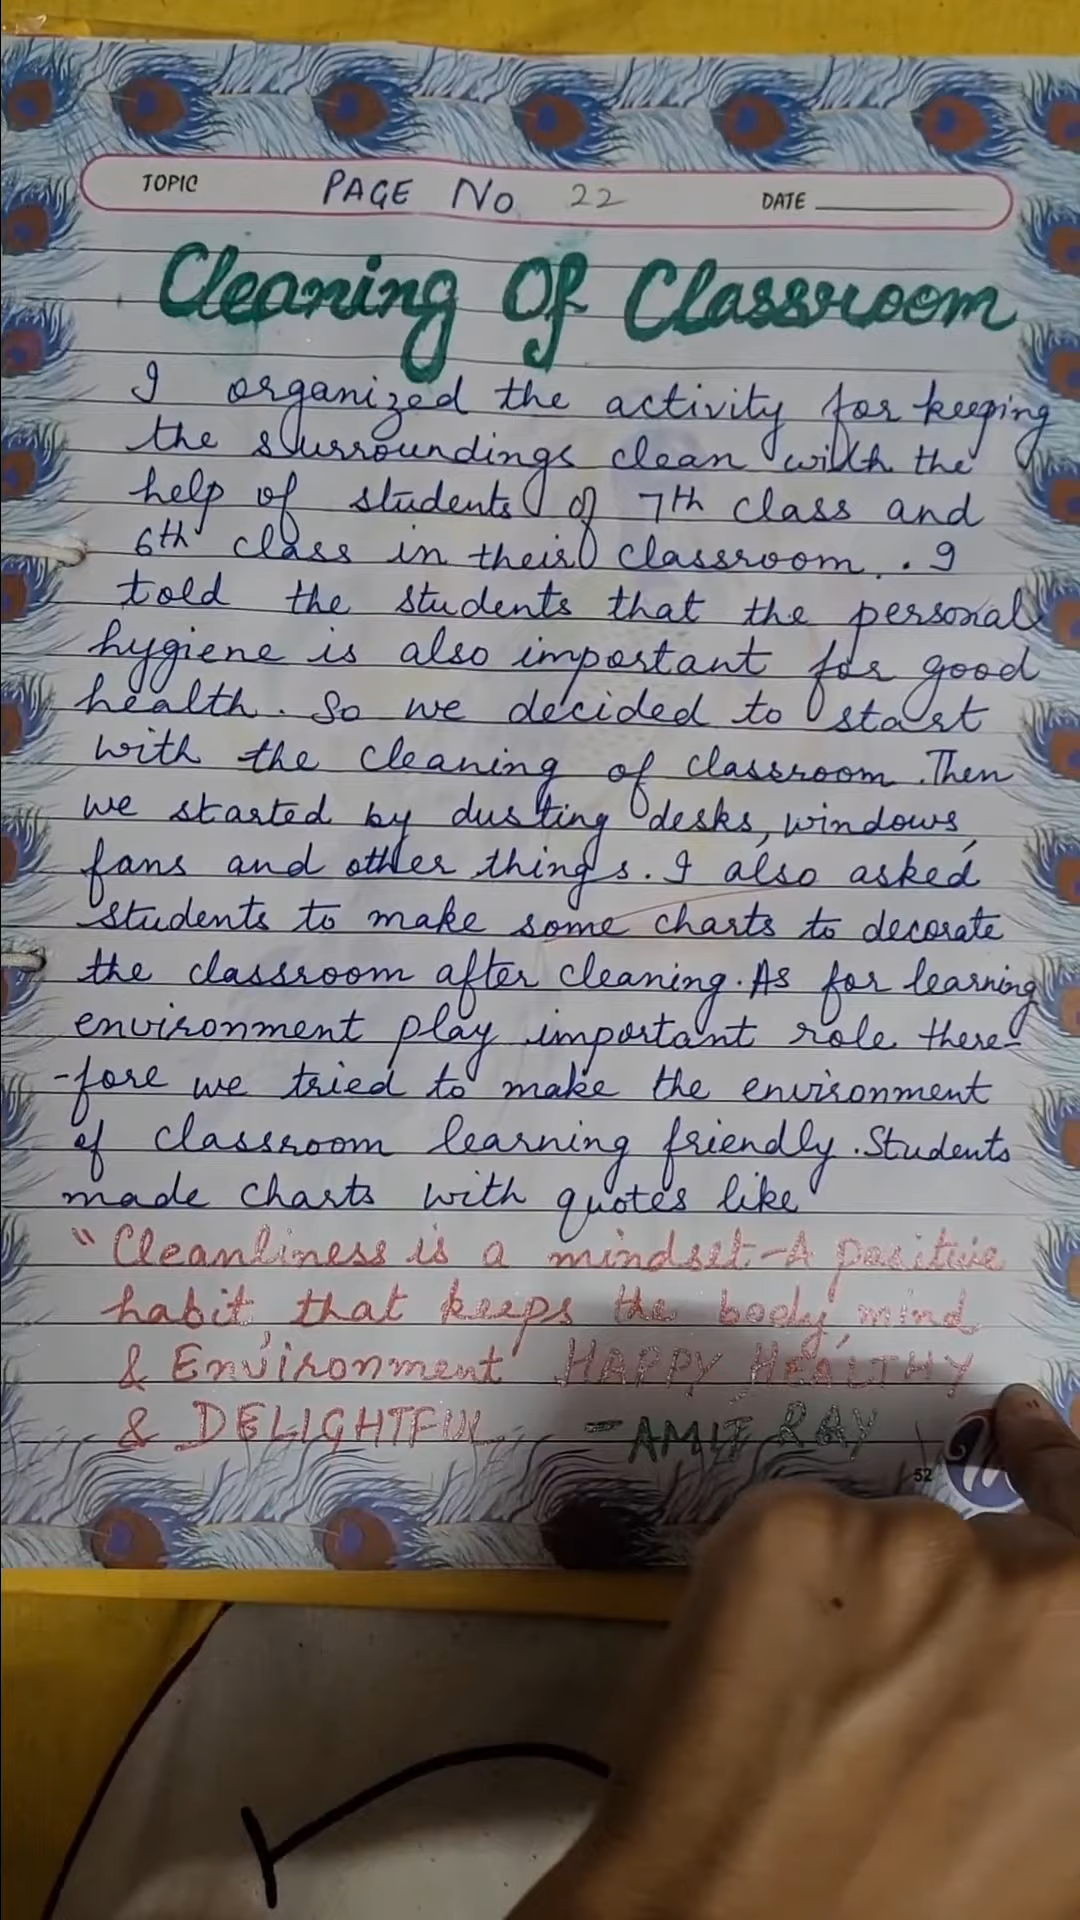 TOPIC PAGE No 22 DATE
Cleaning Of Classroom
I organized the activity for keeping
the surroundings clean with the
help of students of 7th class and
6th class in their classroom. . I
told the students that the personal
hygiene is also important for good
health. So we decided to start
with the cleaning of classroom. Then
we started by dusting desks, windows,
fans and other things. I also asked
students to make some charts to decorate
the classroom after cleaning. As for learning
environment play important role there-
-fore we tried to make the environment
of classroom learning friendly. Students
made charts with quotes like
"Cleanliness is a mindset-A positive
habit, that keeps the body, mind
& Environment HAPPY, HEALTHY
& DELIGHTFUL - AMIT RAY
52